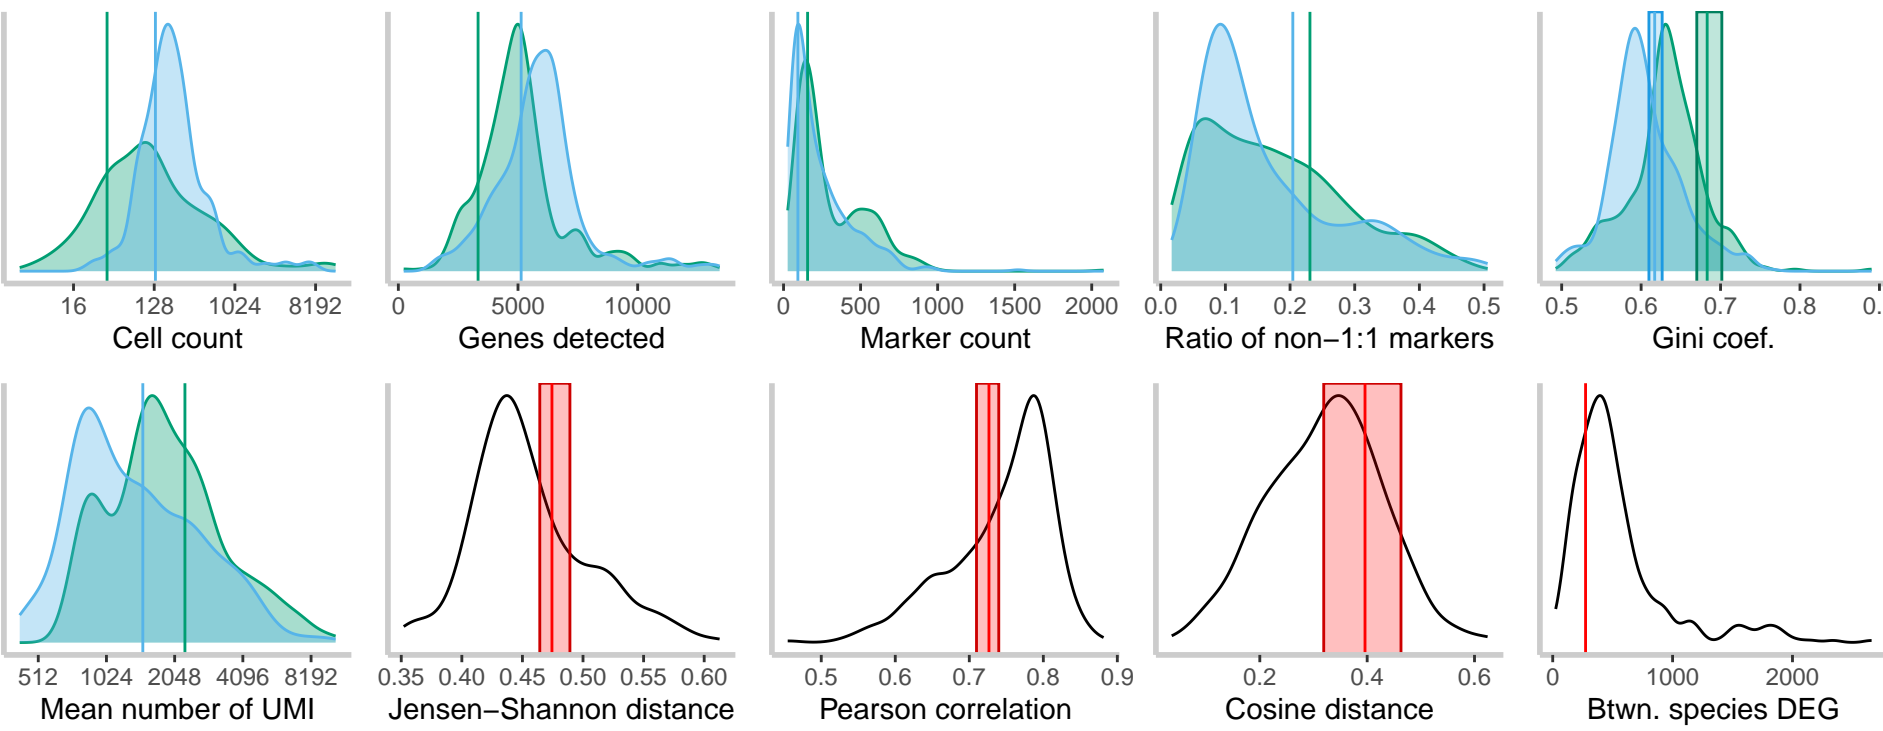 16 128 1024 8192
Cell count
0 5000 10000
Genes detected
0 500 1000 1500 2000
Marker count
0.0 0.1 0.2 0.3 0.4 0.5
Ratio of non−1:1 markers
0.5 0.6 0.7 0.8 0.
Gini coef.
512 1024 2048 4096 8192
Mean number of UMI
0.35 0.40 0.45 0.50 0.55 0.60
Jensen−Shannon distance
0.5 0.6 0.7 0.8 0.9
Pearson correlation
0.2 0.4 0.6
Cosine distance
0 1000 2000
Btwn. species DEG